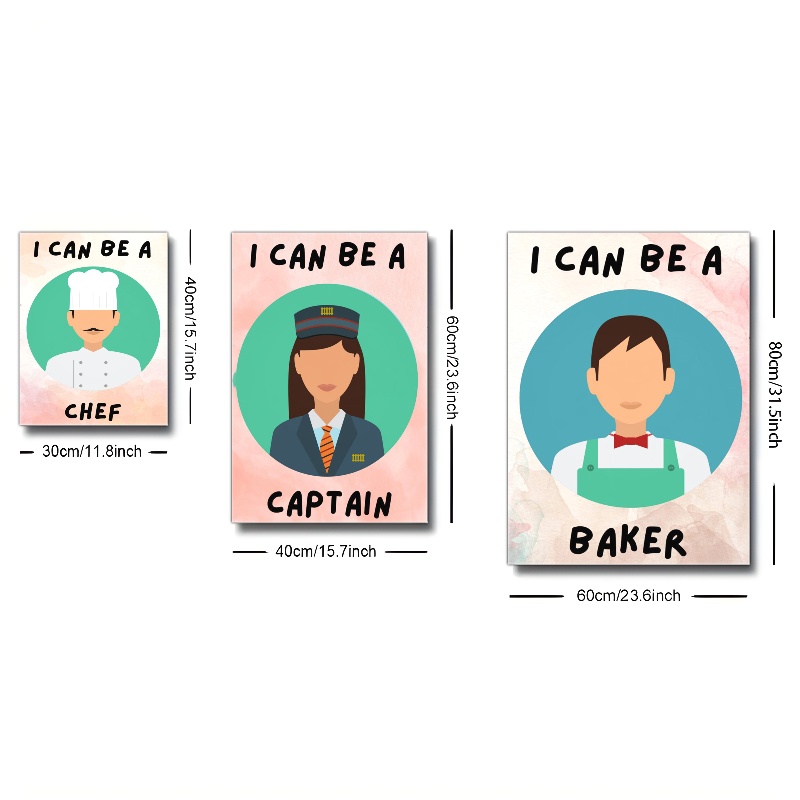 I CAN BE A
CHEF
40cm/15.7inch
30cm/11.8inch
I CAN BE A
CAPTAIN
60cm/23.6inch
40cm/15.7inch
I CAN BE A
BAKER
80cm/31.5inch
60cm/23.6inch